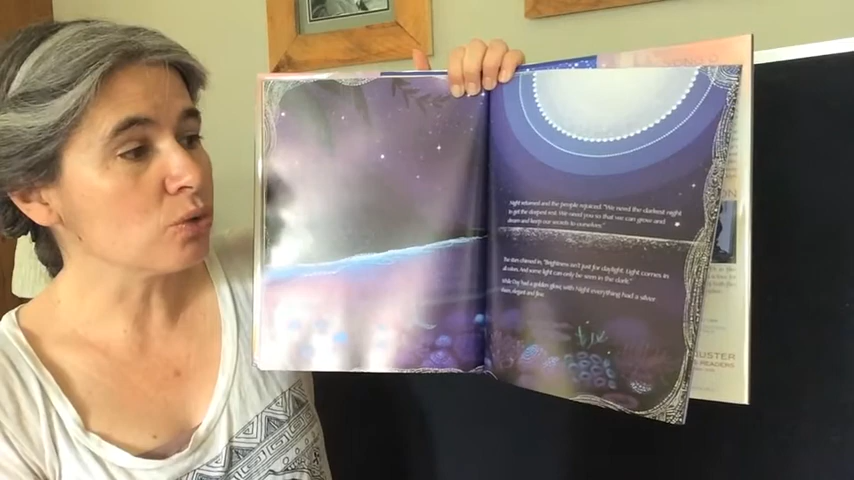 Night returned and the people rejoiced. "We need the darkest night
to get the deepest rest. We need you so that we can grow and
dream and keep our secrets to ourselves."
The stars chimed in, "Brightness isn't just for daylight. Light comes in
all colors. And some light can only be seen in the dark."
While Day had a golden glow, with Night everything had a silver
sheen, elegant and fine.
USTER
READERS